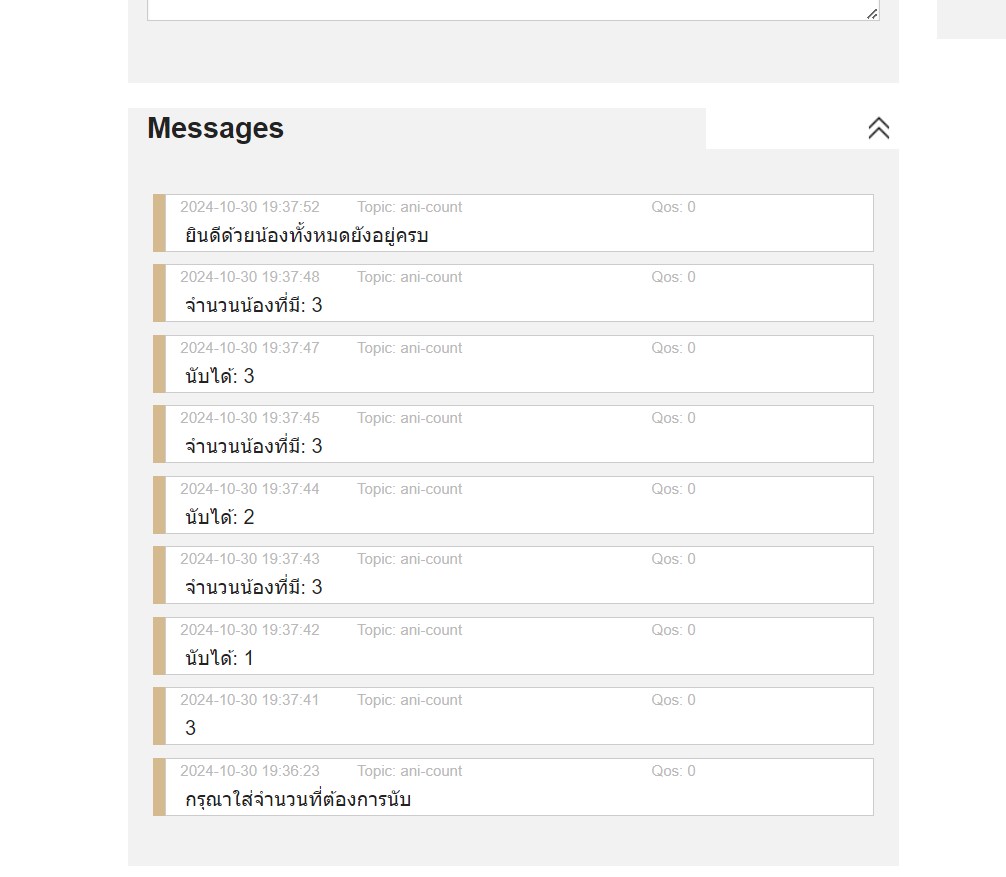 Messages
2024-10-30 19:37:52 Topic: ani-count Qos: 0
ยินดีด้วยน้องทั้งหมดยังอยู่ครบ
2024-10-30 19:37:48 Topic: ani-count Qos: 0
จำนวนน้องที่มี: 3
2024-10-30 19:37:47 Topic: ani-count Qos: 0
นับได้: 3
2024-10-30 19:37:45 Topic: ani-count Qos: 0
จำนวนน้องที่มี: 3
2024-10-30 19:37:44 Topic: ani-count Qos: 0
นับได้: 2
2024-10-30 19:37:43 Topic: ani-count Qos: 0
จำนวนน้องที่มี: 3
2024-10-30 19:37:42 Topic: ani-count Qos: 0
นับได้: 1
2024-10-30 19:37:41 Topic: ani-count Qos: 0
3
2024-10-30 19:36:23 Topic: ani-count Qos: 0
กรุณาใส่จำนวนที่ต้องการนับ